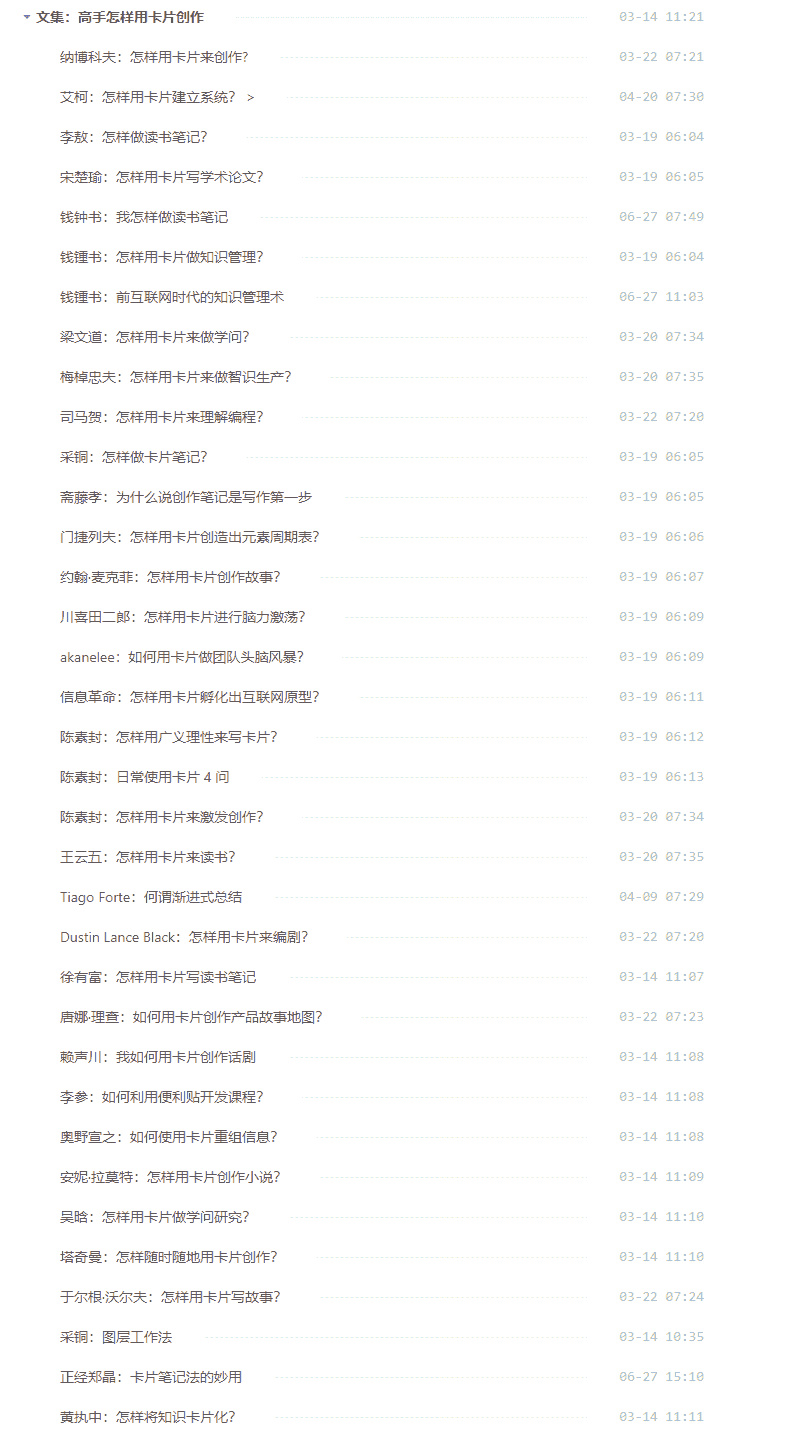 文集：高手怎样用卡片创作 03-14 11:21
纳博科夫：怎样用卡片来创作? 03-22 07:21
艾柯：怎样用卡片建立系统? > 04-20 07:30
李敖：怎样做读书笔记? 03-19 06:04
宋楚瑜：怎样用卡片写学术论文? 03-19 06:05
钱钟书：我怎样做读书笔记 06-27 07:49
钱锺书：怎样用卡片做知识管理? 03-19 06:04
钱锺书：前互联网时代的知识管理术 06-27 11:03
梁文道：怎样用卡片来做学问? 03-20 07:34
梅棹忠夫：怎样用卡片来做智识生产? 03-20 07:35
司马贺：怎样用卡片来理解编程? 03-22 07:20
采铜：怎样做卡片笔记? 03-19 06:05
斋藤孝：为什么说创作笔记是写作第一步 03-19 06:05
门捷列夫：怎样用卡片创造出元素周期表? 03-19 06:06
约翰·麦克菲：怎样用卡片创作故事? 03-19 06:07
川喜田二郎：怎样用卡片进行脑力激荡? 03-19 06:09
akanelee：如何用卡片做团队头脑风暴? 03-19 06:09
信息革命：怎样用卡片孵化出互联网原型? 03-19 06:11
陈素封：怎样用广义理性来写卡片? 03-19 06:12
陈素封：日常使用卡片 4 问 03-19 06:13
陈素封：怎样用卡片来激发创作? 03-20 07:34
王云五：怎样用卡片来读书? 03-20 07:35
Tiago Forte：何谓渐进式总结 04-09 07:29
Dustin Lance Black：怎样用卡片来编剧? 03-22 07:20
徐有富：怎样用卡片写读书笔记 03-14 11:07
唐娜·理查：如何用卡片创作产品故事地图? 03-22 07:23
赖声川：我如何用卡片创作话剧 03-14 11:08
李参：如何利用便利贴开发课程? 03-14 11:08
奥野宣之：如何使用卡片重组信息? 03-14 11:08
安妮·拉莫特：怎样用卡片创作小说? 03-14 11:09
吴晗：怎样用卡片做学问研究? 03-14 11:10
塔奇曼：怎样随时随地用卡片创作? 03-14 11:10
于尔根·沃尔夫：怎样用卡片写故事? 03-22 07:24
采铜：图层工作法 03-14 10:35
正经郑晶：卡片笔记法的妙用 06-27 15:10
黄执中：怎样将知识卡片化? 03-14 11:11